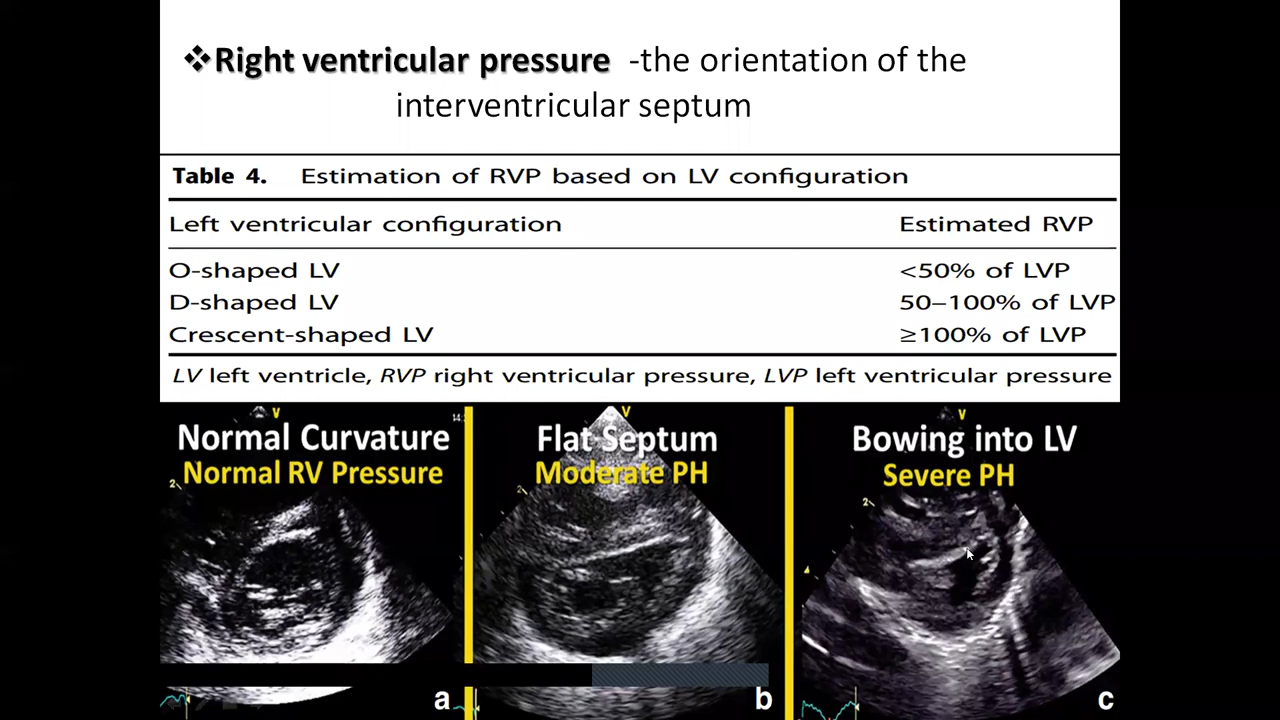 ❖Right ventricular pressure -the orientation of the
interventricular septum
Table 4. Estimation of RVP based on LV configuration
Left ventricular configuration Estimated RVP
O-shaped LV <50% of LVP
D-shaped LV 50–100% of LVP
Crescent-shaped LV ≥100% of LVP
LV left ventricle, RVP right ventricular pressure, LVP left ventricular pressure
V V V
Normal Curvature Flat Septum Bowing into LV
Normal RV Pressure Moderate PH Severe PH
2 2 2
a b c